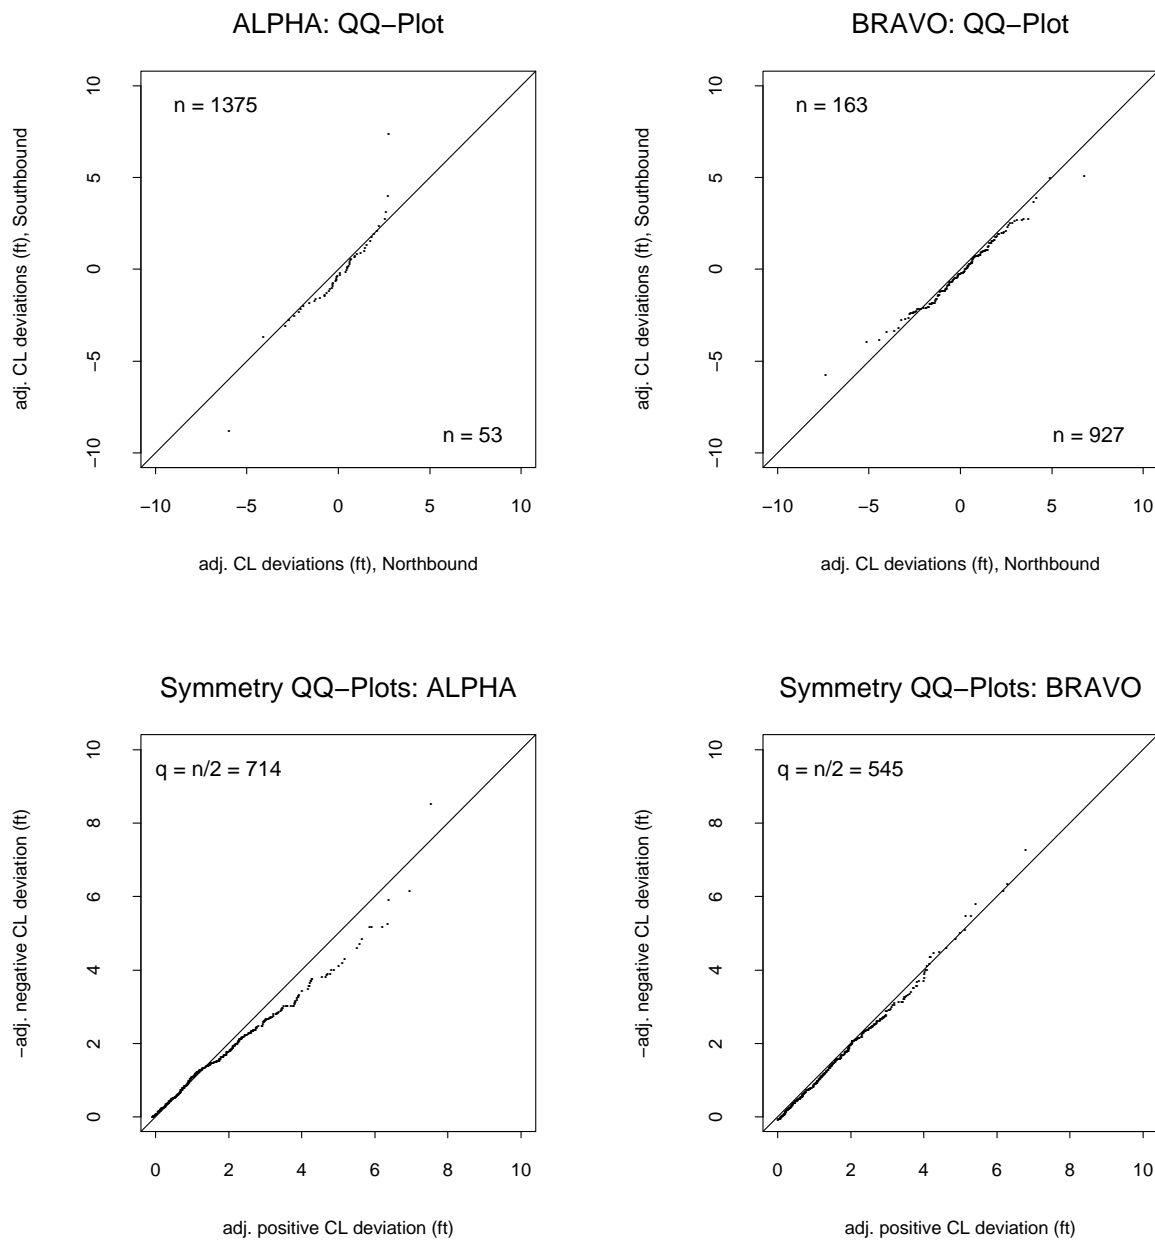 ALPHA: QQ−Plot
n = 1375
n = 53
adj. CL deviations (ft), Southbound
10
5
0
−5
−10
−10 −5 0 5 10
adj. CL deviations (ft), Northbound
BRAVO: QQ−Plot
n = 163
n = 927
adj. CL deviations (ft), Southbound
10
5
0
−5
−10
−10 −5 0 5 10
adj. CL deviations (ft), Northbound
Symmetry QQ−Plots: ALPHA
q = n/2 = 714
−adj. negative CL deviation (ft)
10
8
6
4
2
0
0 2 4 6 8 10
adj. positive CL deviation (ft)
Symmetry QQ−Plots: BRAVO
q = n/2 = 545
−adj. negative CL deviation (ft)
10
8
6
4
2
0
0 2 4 6 8 10
adj. positive CL deviation (ft)